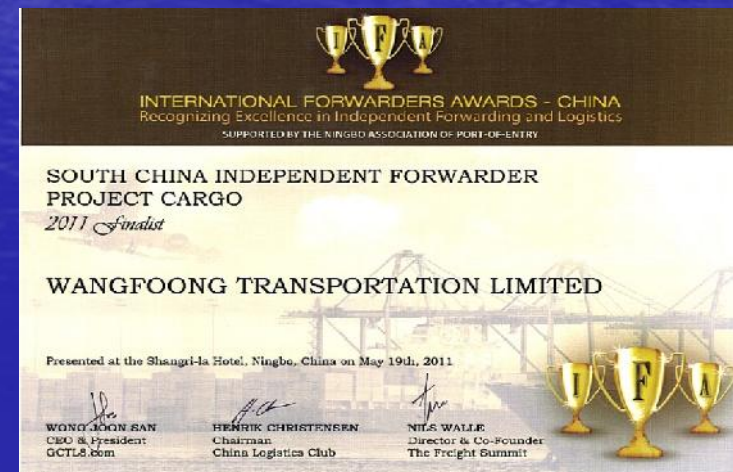 I F A
INTERNATIONAL FORWARDERS AWARDS - CHINA
Recognizing Excellence in Independent Forwarding and Logistics
SUPPORTED BY THE NINGBO ASSOCIATION OF PORT-OF-ENTRY
SOUTH CHINA INDEPENDENT FORWARDER
PROJECT CARGO
2011 Finalist
WANGFOONG TRANSPORTATION LIMITED
Presented at the Shangri-la Hotel, Ningbo, China on May 19th, 2011
I F A
WONG JOON SAN HENRIK CHRISTENSEN NILS WALLE
CEO & President Chairman Director & Co-Founder
GCTL8.com China Logistics Club The Freight Summit